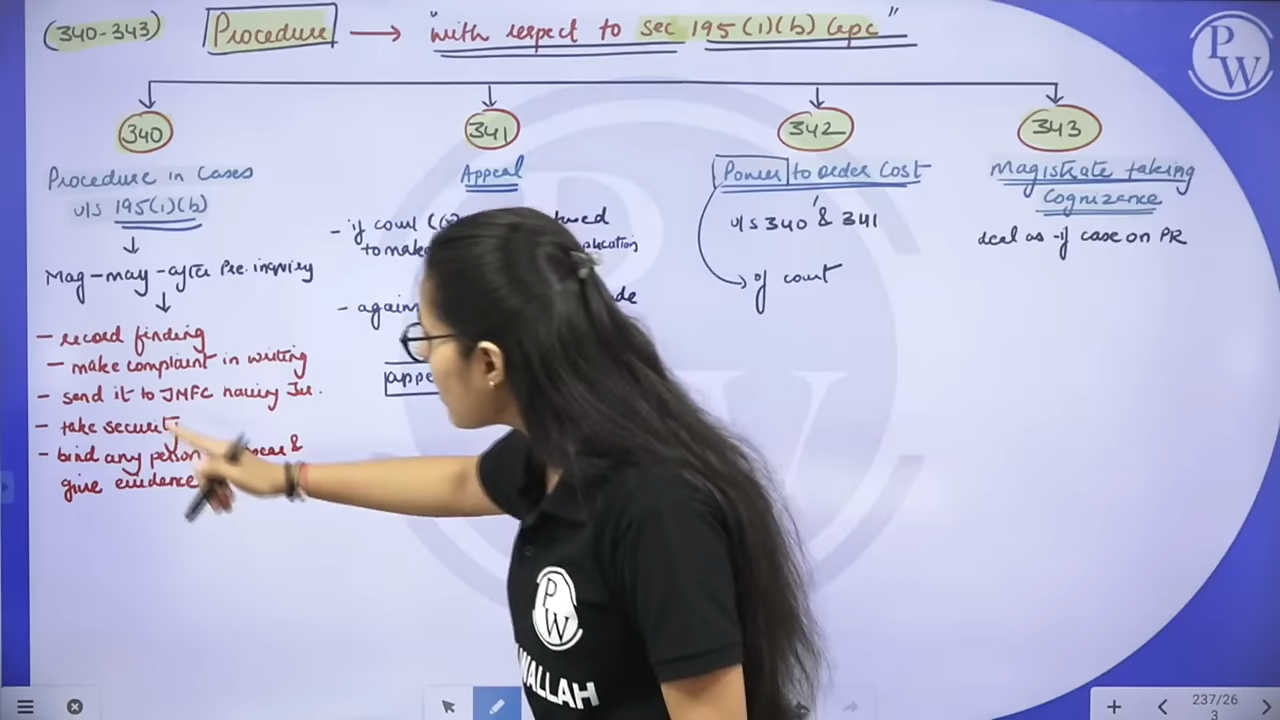 (340-343) Procedure → "with respect to sec 195(1)(b) Crpc"
340
Procedure in Cases
u/s 195(1)(b)
Mag-may-after Pre. inquiry
- record finding
- make complaint in writing
- send it to JMFC having Jur.
- take security
- bind any person &
give evidence
341
Appeal
- if court
to make
- again
appe
342
Power to order Cost
u/s 340 & 341
of court
343
Magistrate taking
Cognizance
deal as if case on PR
PW
PW
WALLAH
237/26
3